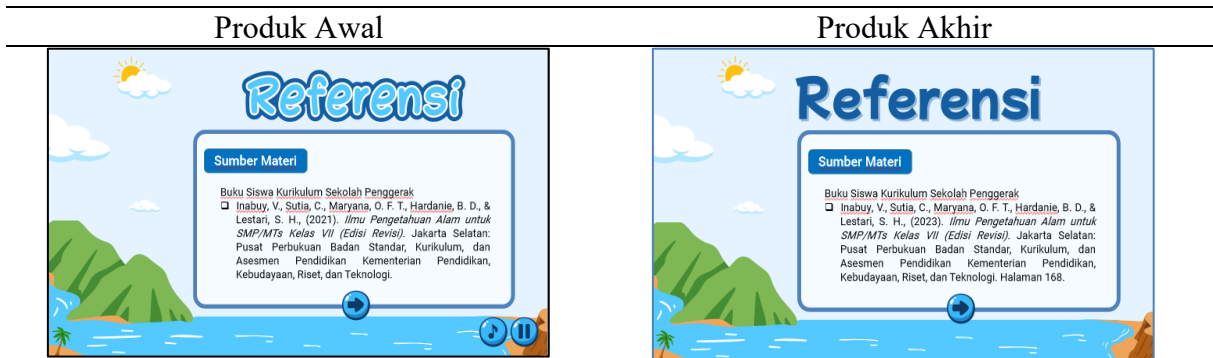 Produk Awal
Produk Akhir
Referensi
Sumber Materi
Buku Siswa Kurikulum Sekolah Penggerak
Inabuy, V., Sutia, C., Maryana, O. F. T., Hardanie, B. D., &
Lestari, S. H., (2021). Ilmu Pengetahuan Alam untuk
SMP/MTs Kelas VII (Edisi Revisi). Jakarta Selatan:
Pusat Perbukuan Badan Standar, Kurikulum, dan
Asesmen Pendidikan Kementerian Pendidikan,
Kebudayaan, Riset, dan Teknologi.
Referensi
Sumber Materi
Buku Siswa Kurikulum Sekolah Penggerak
Inabuy, V., Sutia, C., Maryana, O. F. T., Hardanie, B. D., &
Lestari, S. H., (2023). Ilmu Pengetahuan Alam untuk
SMP/MTs Kelas VII (Edisi Revisi). Jakarta Selatan:
Pusat Perbukuan Badan Standar, Kurikulum, dan
Asesmen Pendidikan Kementerian Pendidikan,
Kebudayaan, Riset, dan Teknologi. Halaman 168.